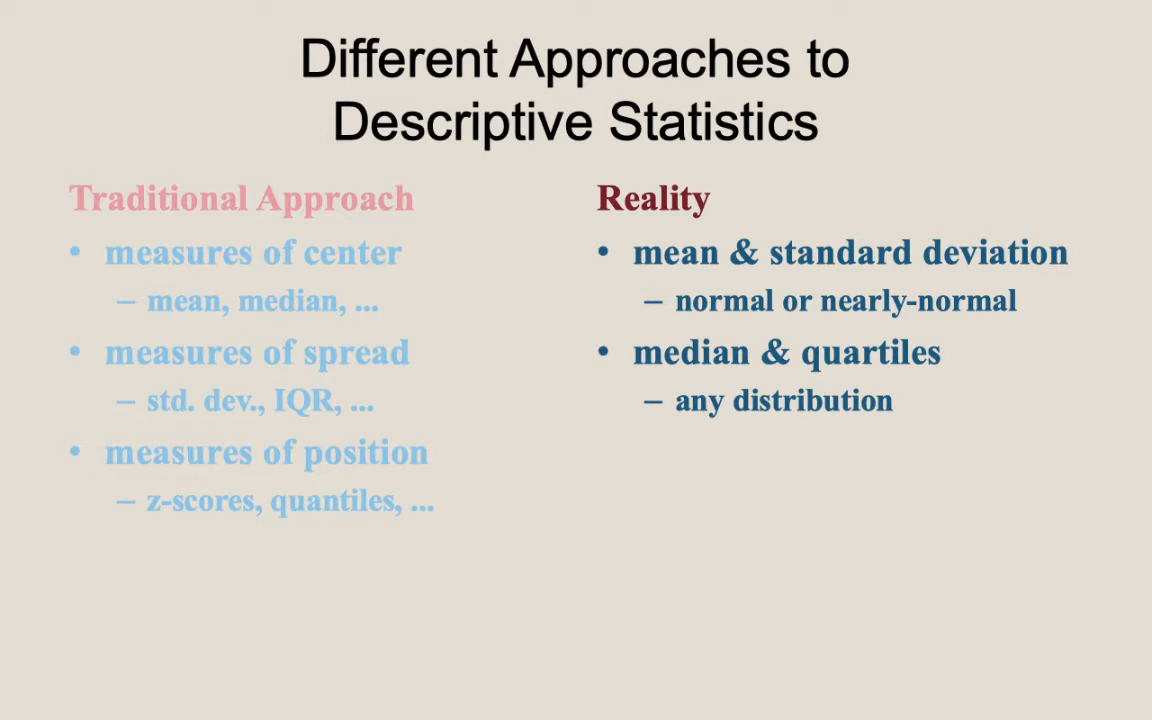 Different Approaches to
Descriptive Statistics
Traditional Approach
• measures of center
– mean, median, ...
• measures of spread
– std. dev., IQR, ...
• measures of position
– z-scores, quantiles, ...
Reality
• mean & standard deviation
– normal or nearly-normal
• median & quartiles
– any distribution